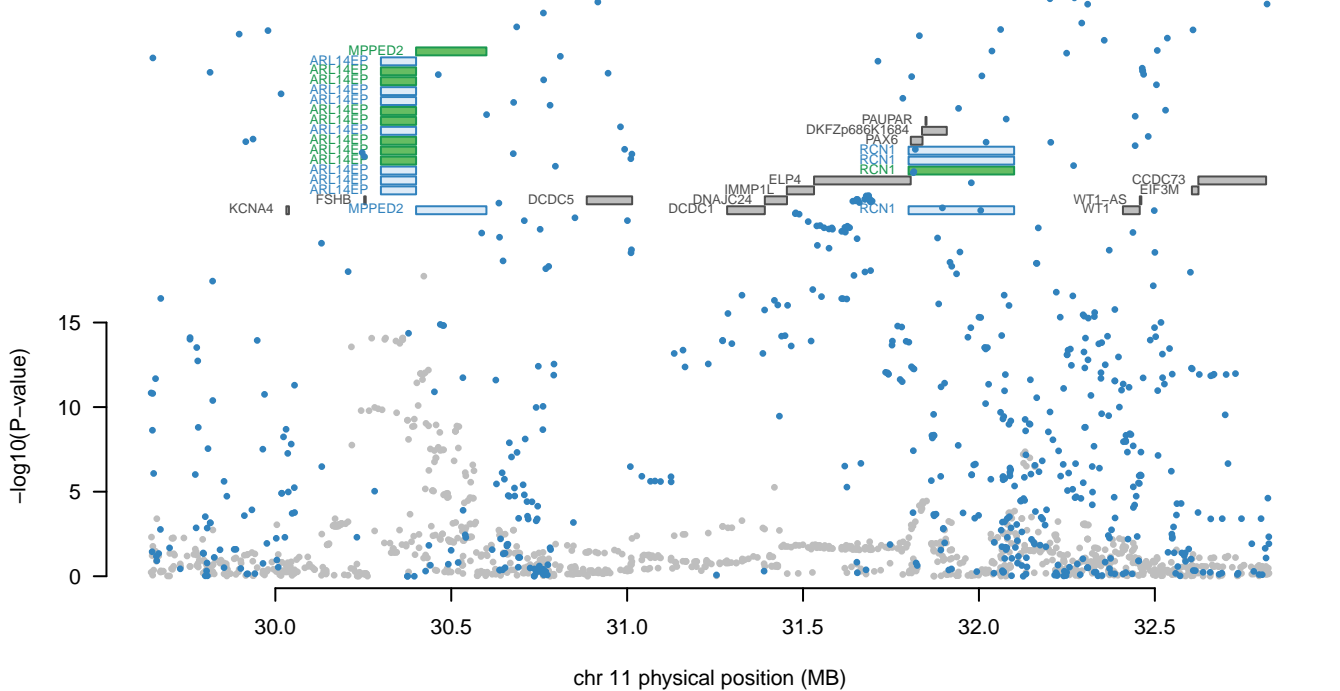 MPPED2
ARL14EP
ARL14EP
ARL14EP
ARL14EP
ARL14EP
ARL14EP
ARL14EP
PAUPAR
ARL14EP
DKFZp686K1684
ARL14EP
PAX6
ARL14EP
RCN1
ARL14EP
RCN1
ARL14EP
RCN1
ARL14EP
ELP4
CCDC73
ARL14EP
IMMP1L
EIF3M
FSHB
DCDC5
DNAJC24
WT1−AS
KCNA4
MPPED2
DCDC1
RCN1
WT1
15
10
5
0
−log10(P−value)
30.0 30.5 31.0 31.5 32.0 32.5
chr 11 physical position (MB)